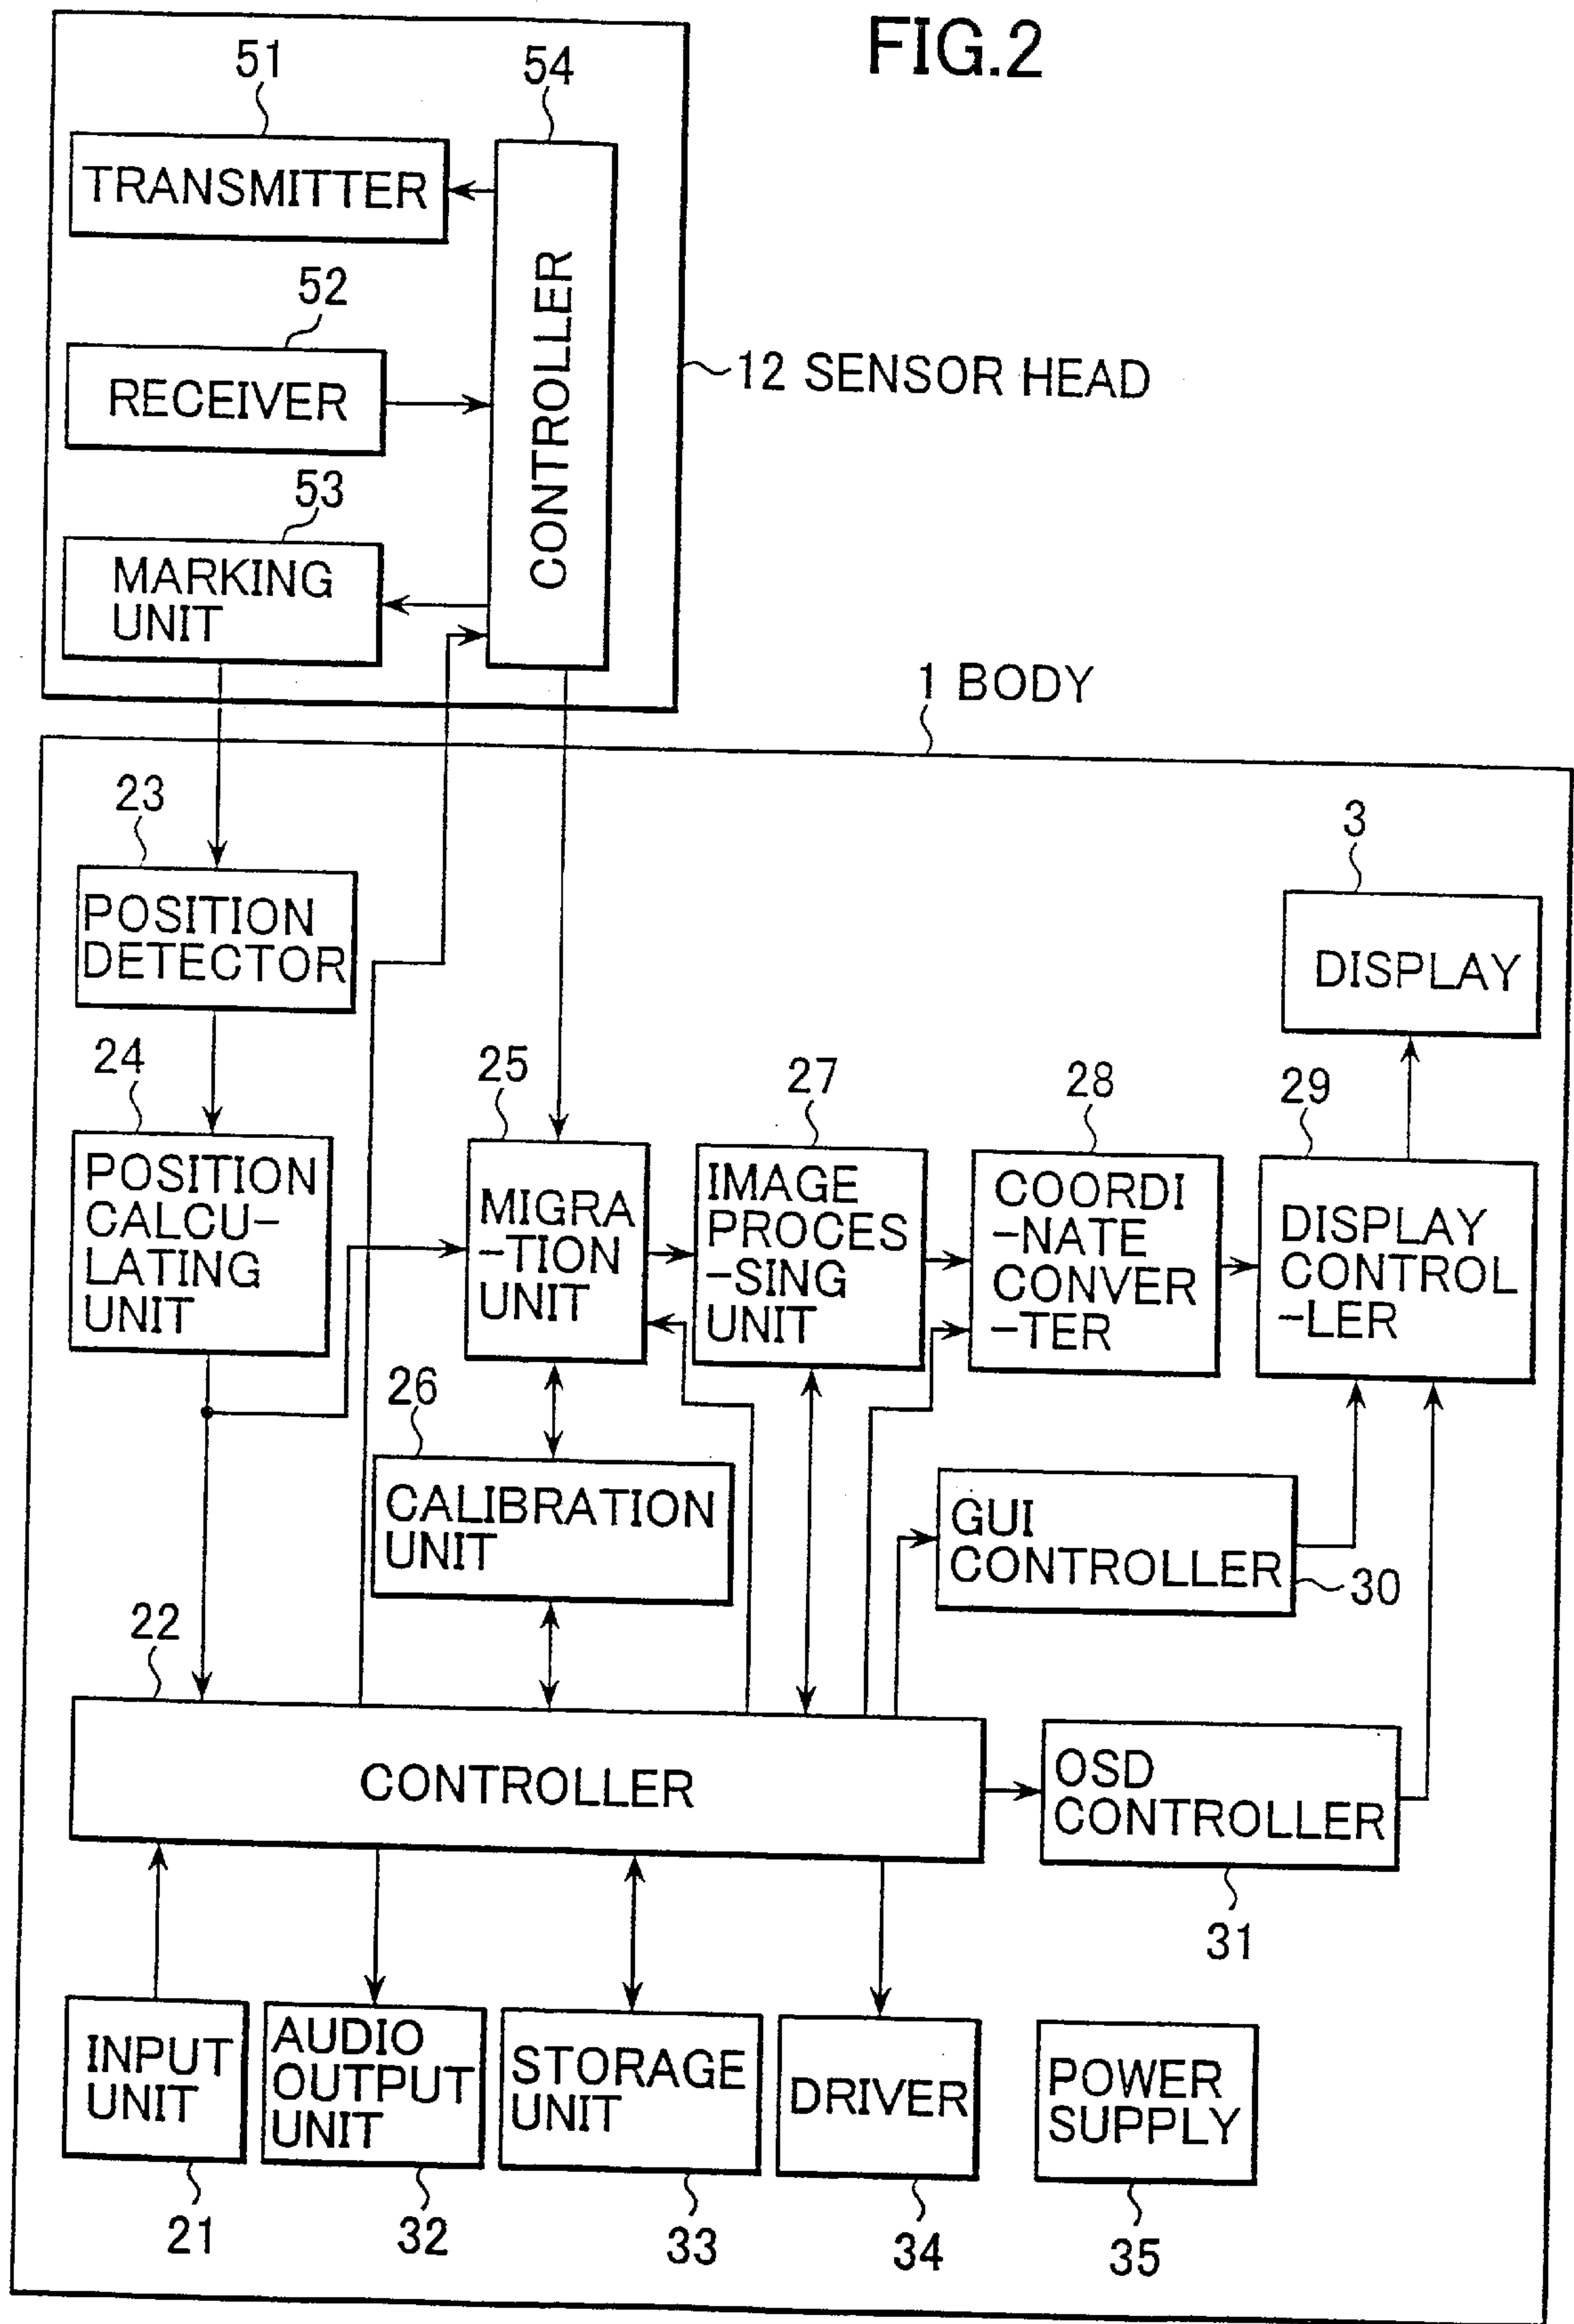 FIG.2
51
54
TRANSMITTER
52
RECEIVER
CONTROLLER
12 SENSOR HEAD
53
MARKING
UNIT
1 BODY
23
POSITION
DETECTOR
3
DISPLAY
24
POSITION
CALCU-
LATING
UNIT
25
MIGRA
-TION
UNIT
27
IMAGE
PROCES
-SING
UNIT
28
COORDI
-NATE
CONVER
-TER
29
DISPLAY
CONTROL
-LER
26
CALIBRATION
UNIT
GUI
CONTROLLER
30
22
CONTROLLER
OSD
CONTROLLER
31
INPUT
UNIT
21
AUDIO
OUTPUT
UNIT
32
STORAGE
UNIT
33
DRIVER
34
POWER
SUPPLY
35